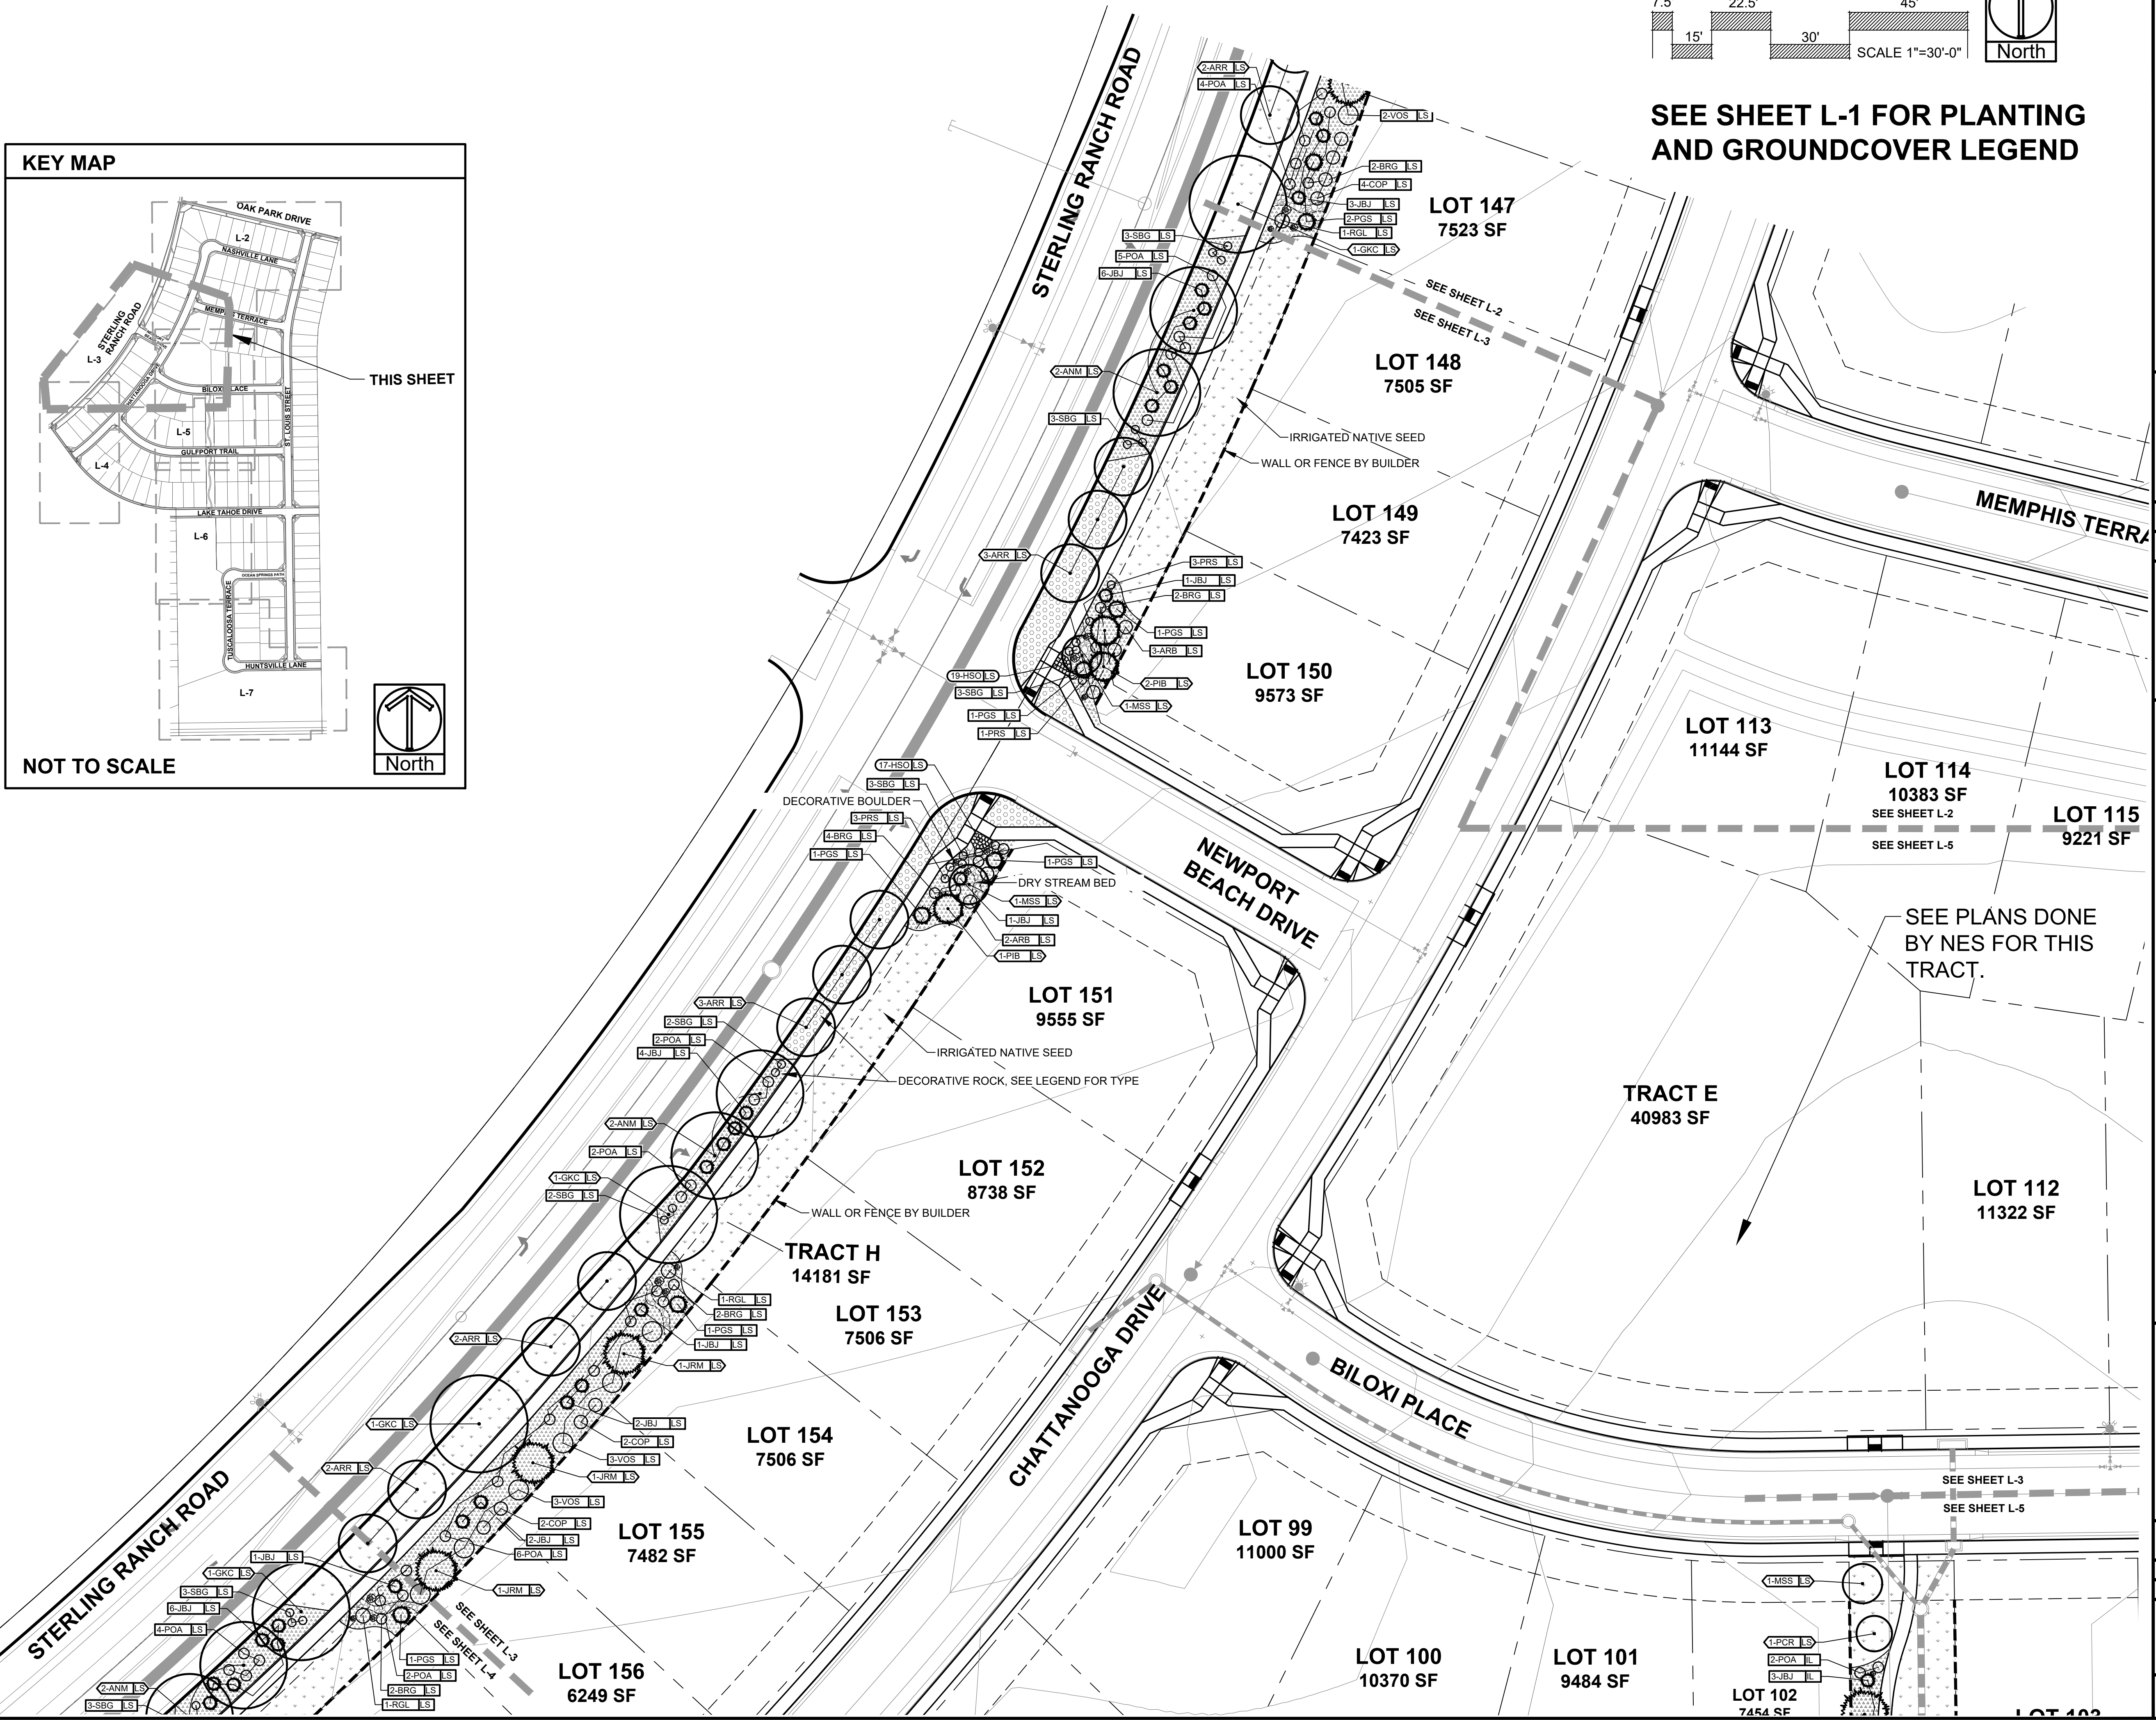 7.5'
22.5'
45'
15'
30'
SCALE 1"=30'-0"
North
SEE SHEET L-1 FOR PLANTING
AND GROUNDCOVER LEGEND
KEY MAP
OAK PARK DRIVE
L-2
NASHVILLE LANE
MEMPHIS TERRACE
STERLING
RANCH ROAD
L-3
THIS SHEET
CHATTANOOGA DRIVE
BILOXI PLACE
ST. LOUIS STREET
L-5
GULFPORT TRAIL
L-4
LAKE TAHOE DRIVE
L-6
OCEAN SPRINGS PATH
TUSCALOOSA TERRACE
HUNTSVILLE LANE
L-7
NOT TO SCALE
North
STERLING RANCH ROAD
2-ARR LS
4-POA LS
2-VOS LS
2-BRG LS
4-COP LS
3-JBJ LS
2-PGS LS
1-RGL LS
1-GKC LS
LOT 147
7523 SF
3-SBG LS
5-POA LS
6-JBJ LS
SEE SHEET L-2
SEE SHEET L-3
LOT 148
7505 SF
2-ANM LS
3-SBG LS
IRRIGATED NATIVE SEED
WALL OR FENCE BY BUILDER
LOT 149
7423 SF
MEMPHIS TERRA
3-ARR LS
3-PRS LS
1-JBJ LS
2-BRG LS
1-PGS LS
3-ARB LS
2-PIB LS
1-MSS LS
19-HSO LS
3-SBG LS
1-PGS LS
1-PRS LS
LOT 150
9573 SF
LOT 113
11144 SF
LOT 114
10383 SF
SEE SHEET L-2
SEE SHEET L-5
LOT 115
9221 SF
17-HSO LS
3-SBG LS
DECORATIVE BOULDER
3-PRS LS
4-BRG LS
1-PGS LS
1-PGS LS
DRY STREAM BED
1-MSS LS
1-JBJ LS
2-ARB LS
1-PIB LS
NEWPORT
BEACH DRIVE
SEE PLANS DONE
BY NES FOR THIS
TRACT.
LOT 151
9555 SF
3-ARR LS
2-SBG LS
2-POA LS
4-JBJ LS
IRRIGATED NATIVE SEED
DECORATIVE ROCK, SEE LEGEND FOR TYPE
TRACT E
40983 SF
2-ANM LS
2-POA LS
1-GKC LS
2-SBG LS
LOT 152
8738 SF
LOT 112
11322 SF
WALL OR FENCE BY BUILDER
TRACT H
14181 SF
1-RGL LS
2-BRG LS
1-PGS LS
1-JBJ LS
1-JRM LS
LOT 153
7506 SF
2-ARR LS
CHATTANOOGA DRIVE
BILOXI PLACE
1-GKC LS
2-JBJ LS
2-COP LS
3-VOS LS
1-JRM LS
LOT 154
7506 SF
2-ARR LS
SEE SHEET L-3
SEE SHEET L-5
3-VOS LS
2-COP LS
2-JBJ LS
6-POA LS
1-JRM LS
LOT 155
7482 SF
LOT 99
11000 SF
STERLING RANCH ROAD
1-JBJ LS
1-GKC LS
3-SBG LS
6-JBJ LS
4-POA LS
SEE SHEET L-3
SEE SHEET L-4
1-PGS LS
2-POA LS
2-BRG LS
1-RGL LS
2-ANM LS
3-SBG LS
LOT 156
6249 SF
LOT 100
10370 SF
LOT 101
9484 SF
1-MSS LS
1-PCR LS
2-POA IL
3-JBJ IL
LOT 102
7454 SF
LOT 103